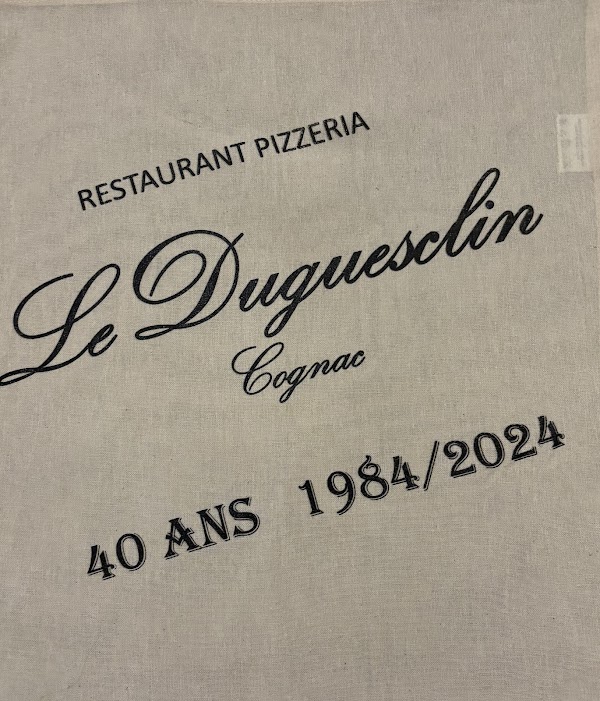 RESTAURANT PIZZERIA
Le Duguesclin
Cognac
40 ANS 1984/2024